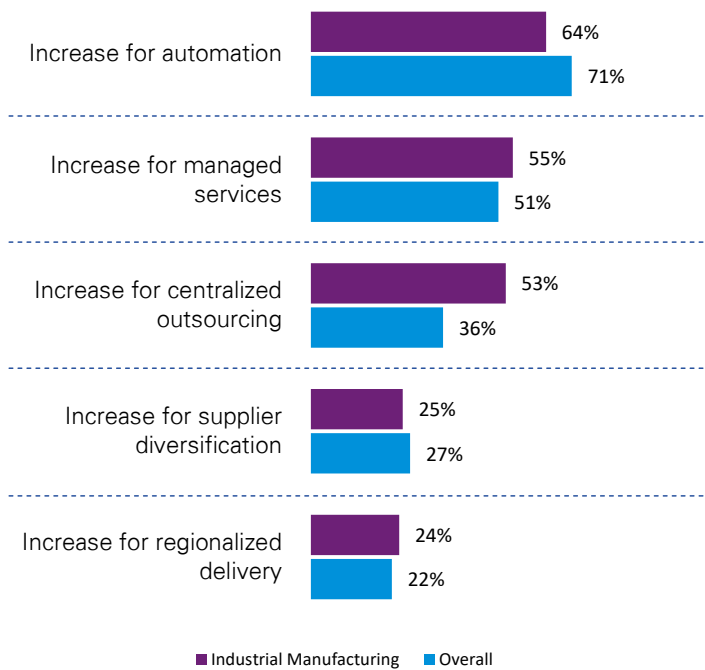 Increase for automation
64%
71%
Increase for managed
services
55%
51%
Increase for centralized
outsourcing
53%
36%
Increase for supplier
diversification
25%
27%
Increase for regionalized
delivery
24%
22%
Industrial Manufacturing Overall